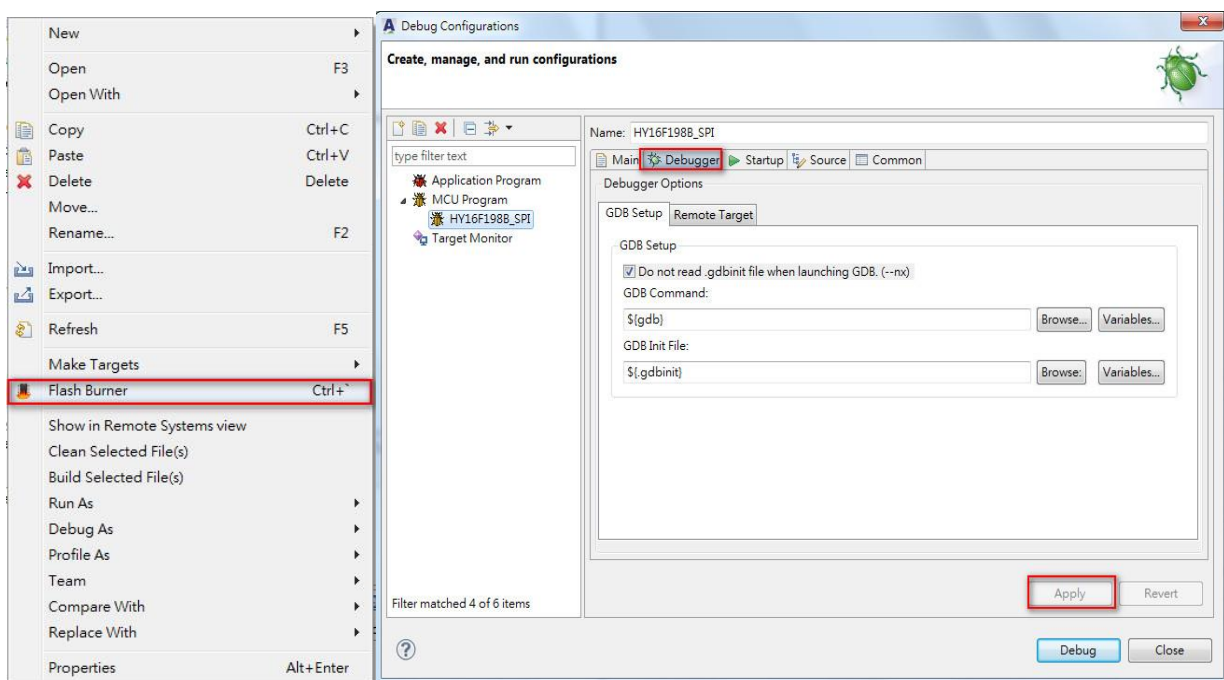 New
Open F3
Open With
Copy Ctrl+C
Paste Ctrl+V
Delete Delete
Move...
Rename... F2
Import...
Export...
Refresh F5
Make Targets
Flash Burner Ctrl+`
Show in Remote Systems view
Clean Selected File(s)
Build Selected File(s)
Run As
Debug As
Profile As
Team
Compare With
Replace With
Properties Alt+Enter
Debug Configurations
Create, manage, and run configurations
type filter text
Application Program
MCU Program
HY16F198B_SPI
Target Monitor
Filter matched 4 of 6 items
Name: HY16F198B_SPI
Main Debugger Startup Source Common
Debugger Options
GDB Setup Remote Target
GDB Setup
Do not read .gdbinit file when launching GDB. (--nx)
GDB Command:
${gdb} Browse... Variables...
GDB Init File:
${.gdbinit} Browse: Variables...
Apply Revert
Debug Close